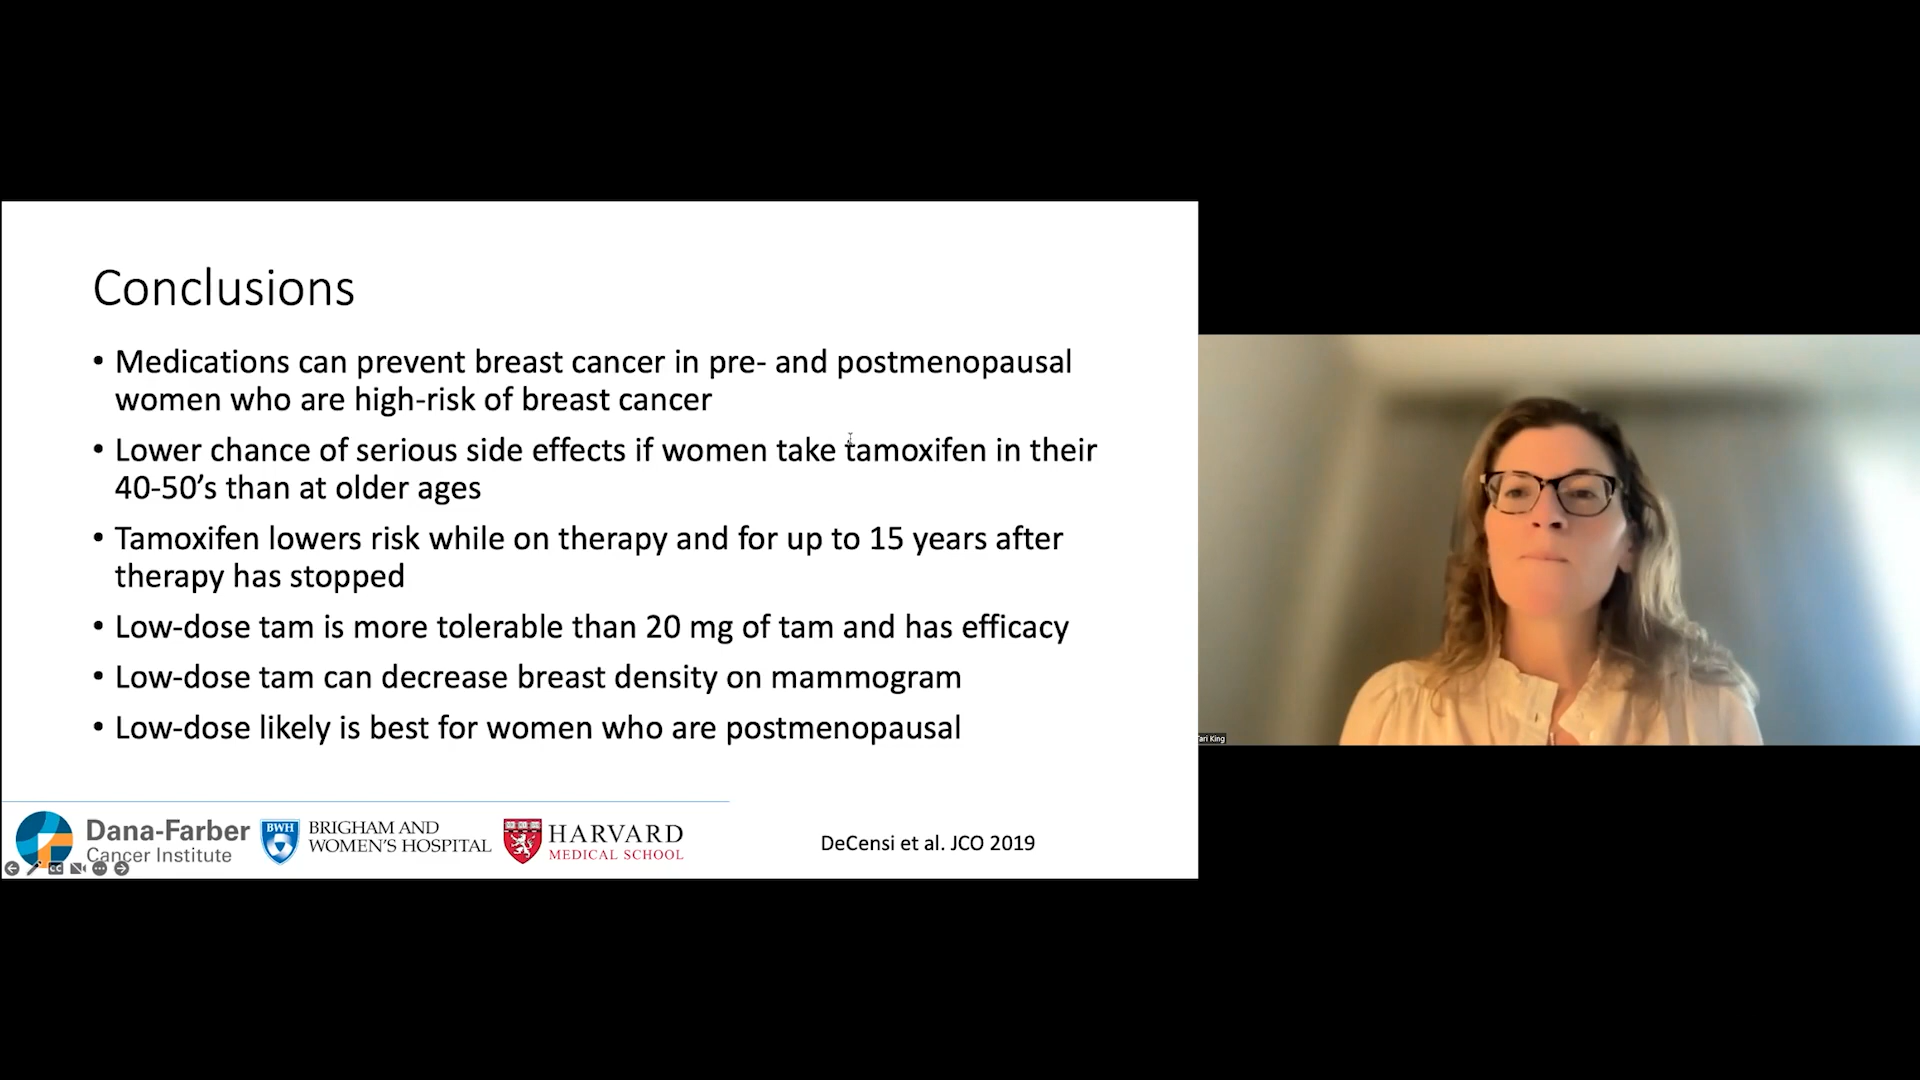 Conclusions
• Medications can prevent breast cancer in pre- and postmenopausal
women who are high-risk of breast cancer
• Lower chance of serious side effects if women take tamoxifen in their
40-50’s than at older ages
• Tamoxifen lowers risk while on therapy and for up to 15 years after
therapy has stopped
• Low-dose tam is more tolerable than 20 mg of tam and has efficacy
• Low-dose tam can decrease breast density on mammogram
• Low-dose likely is best for women who are postmenopausal
Dana-Farber
Cancer Institute
BWH
BRIGHAM AND
WOMEN’S HOSPITAL
HARVARD
MEDICAL SCHOOL
DeCensi et al. JCO 2019
CC
Tari King